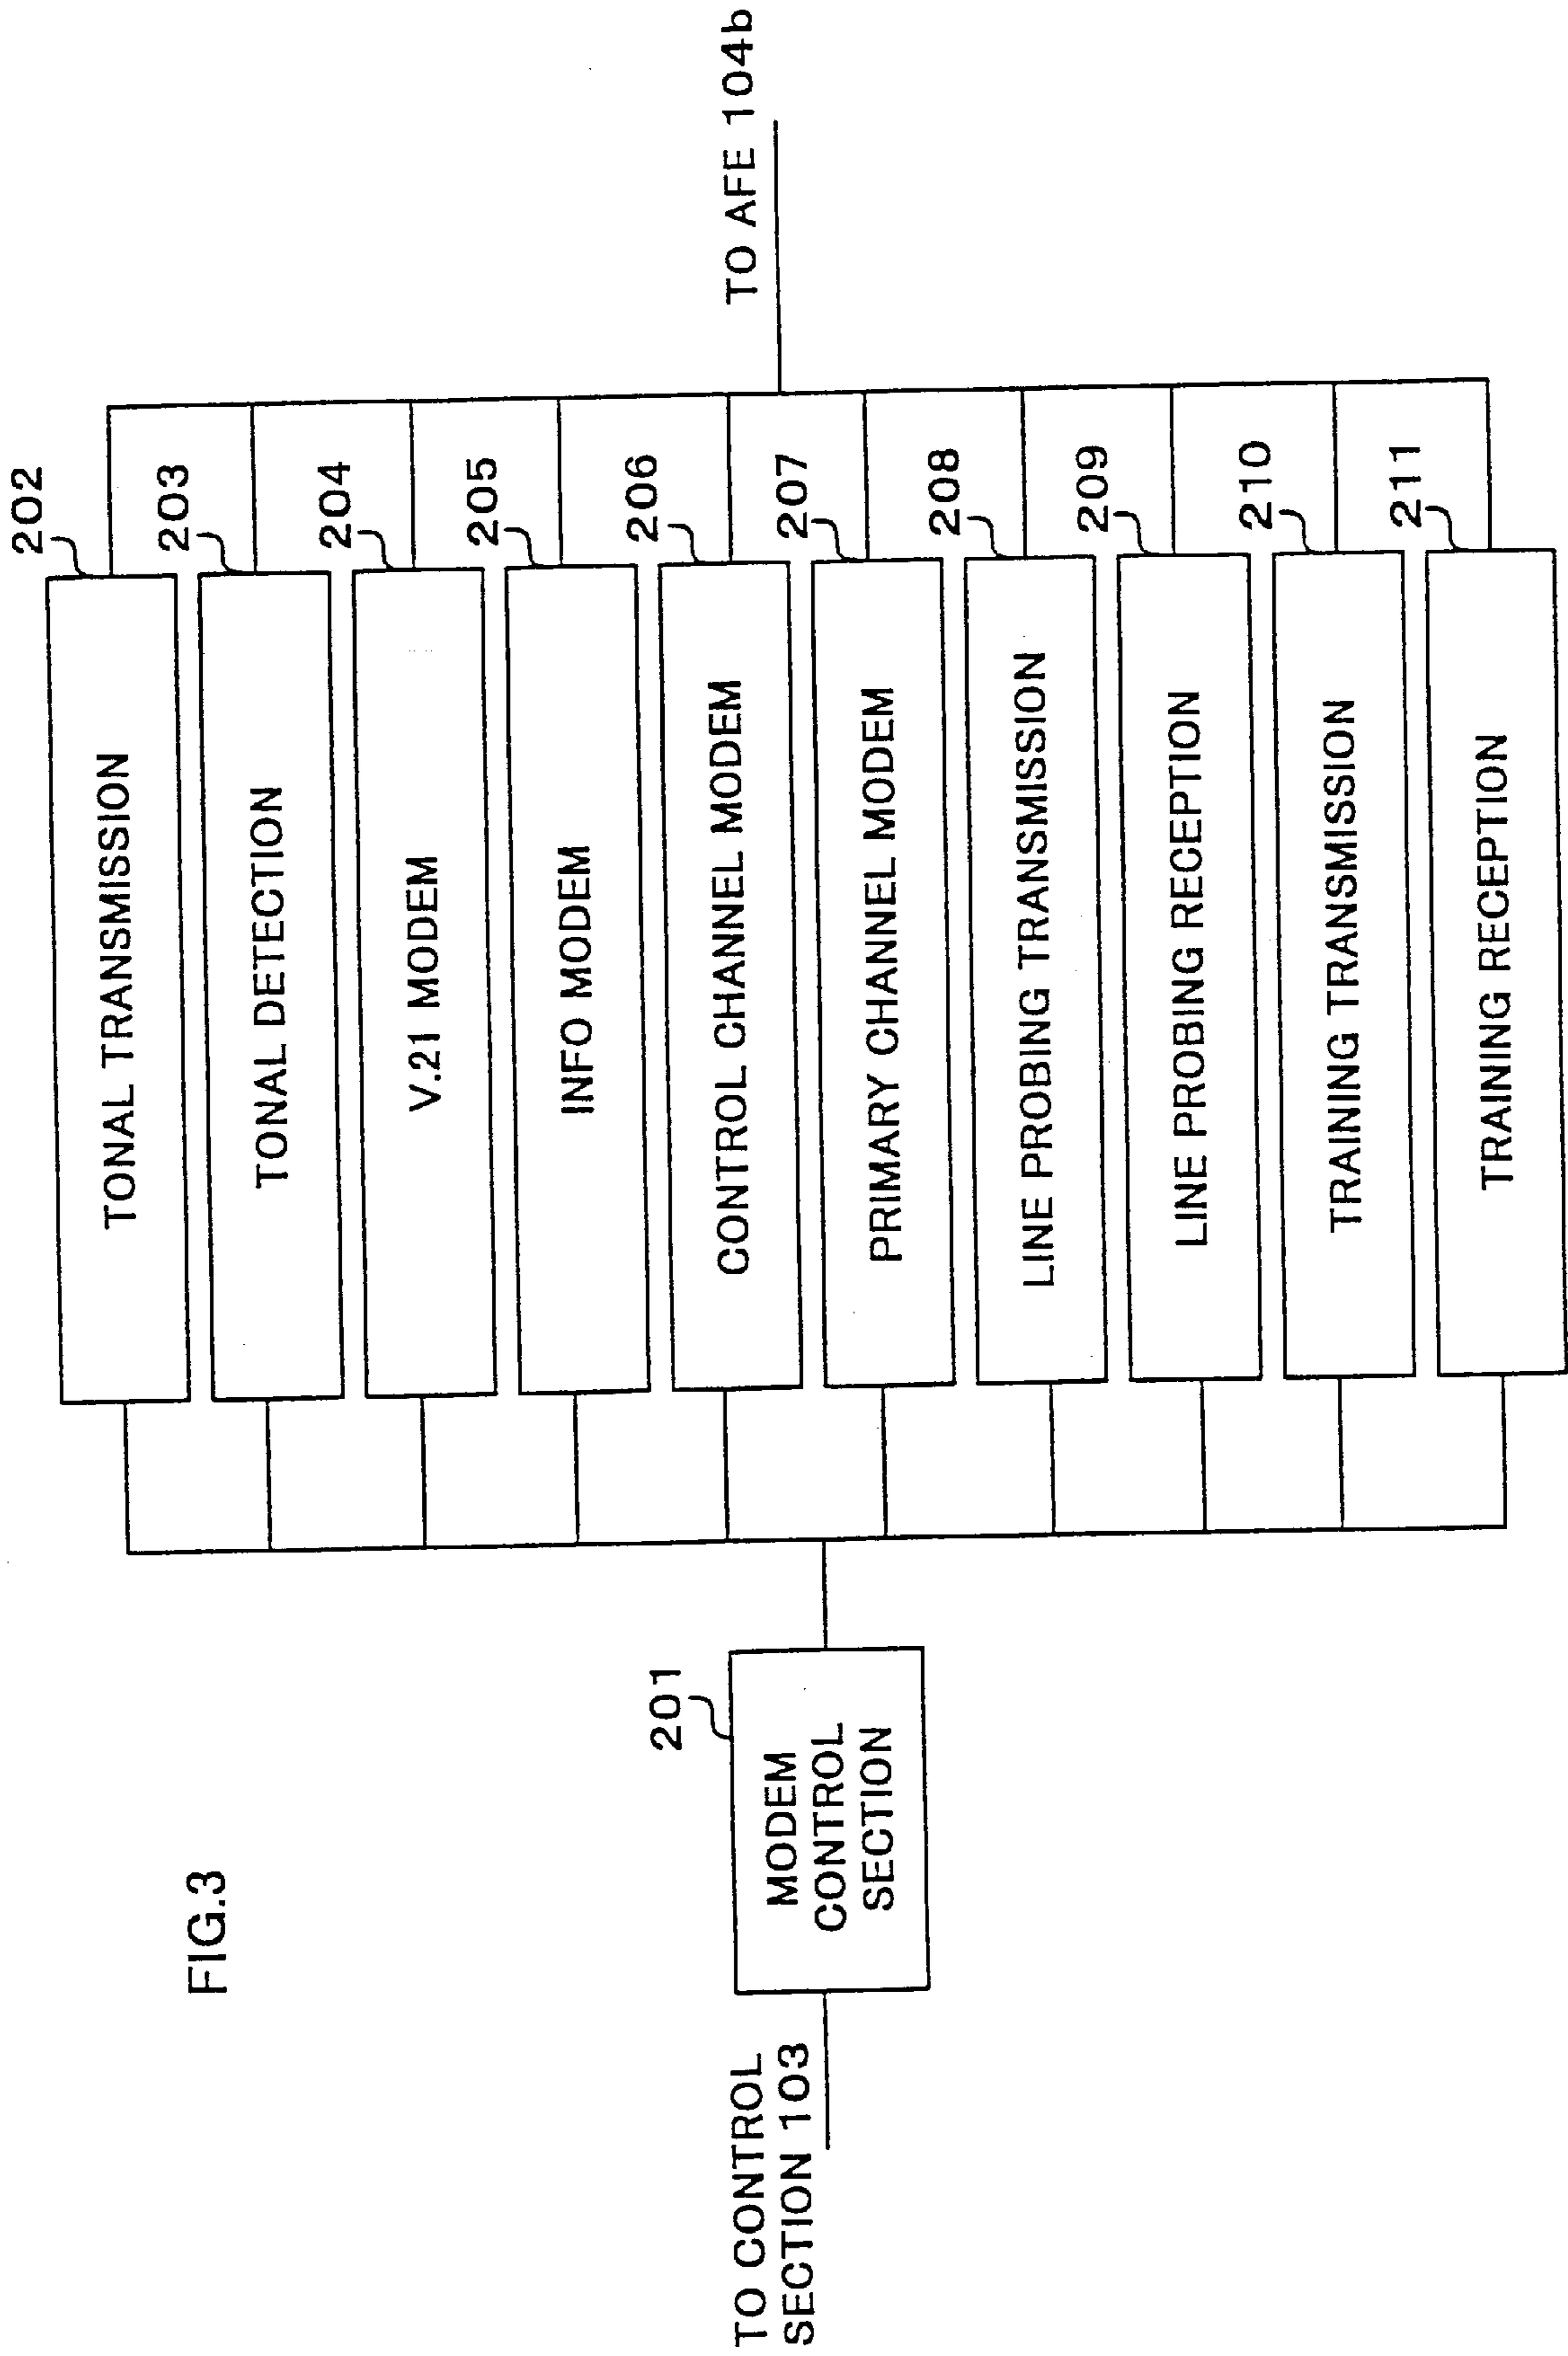 FIG.3
TO CONTROL
SECTION 103
201
MODEM
CONTROL
SECTION
202
TONAL TRANSMISSION
203
TONAL DETECTION
204
V.21 MODEM
205
INFO MODEM
206
CONTROL CHANNEL MODEM
207
PRIMARY CHANNEL MODEM
208
LINE PROBING TRANSMISSION
209
LINE PROBING RECEPTION
210
TRAINING TRANSMISSION
211
TRAINING RECEPTION
TO AFE 104b